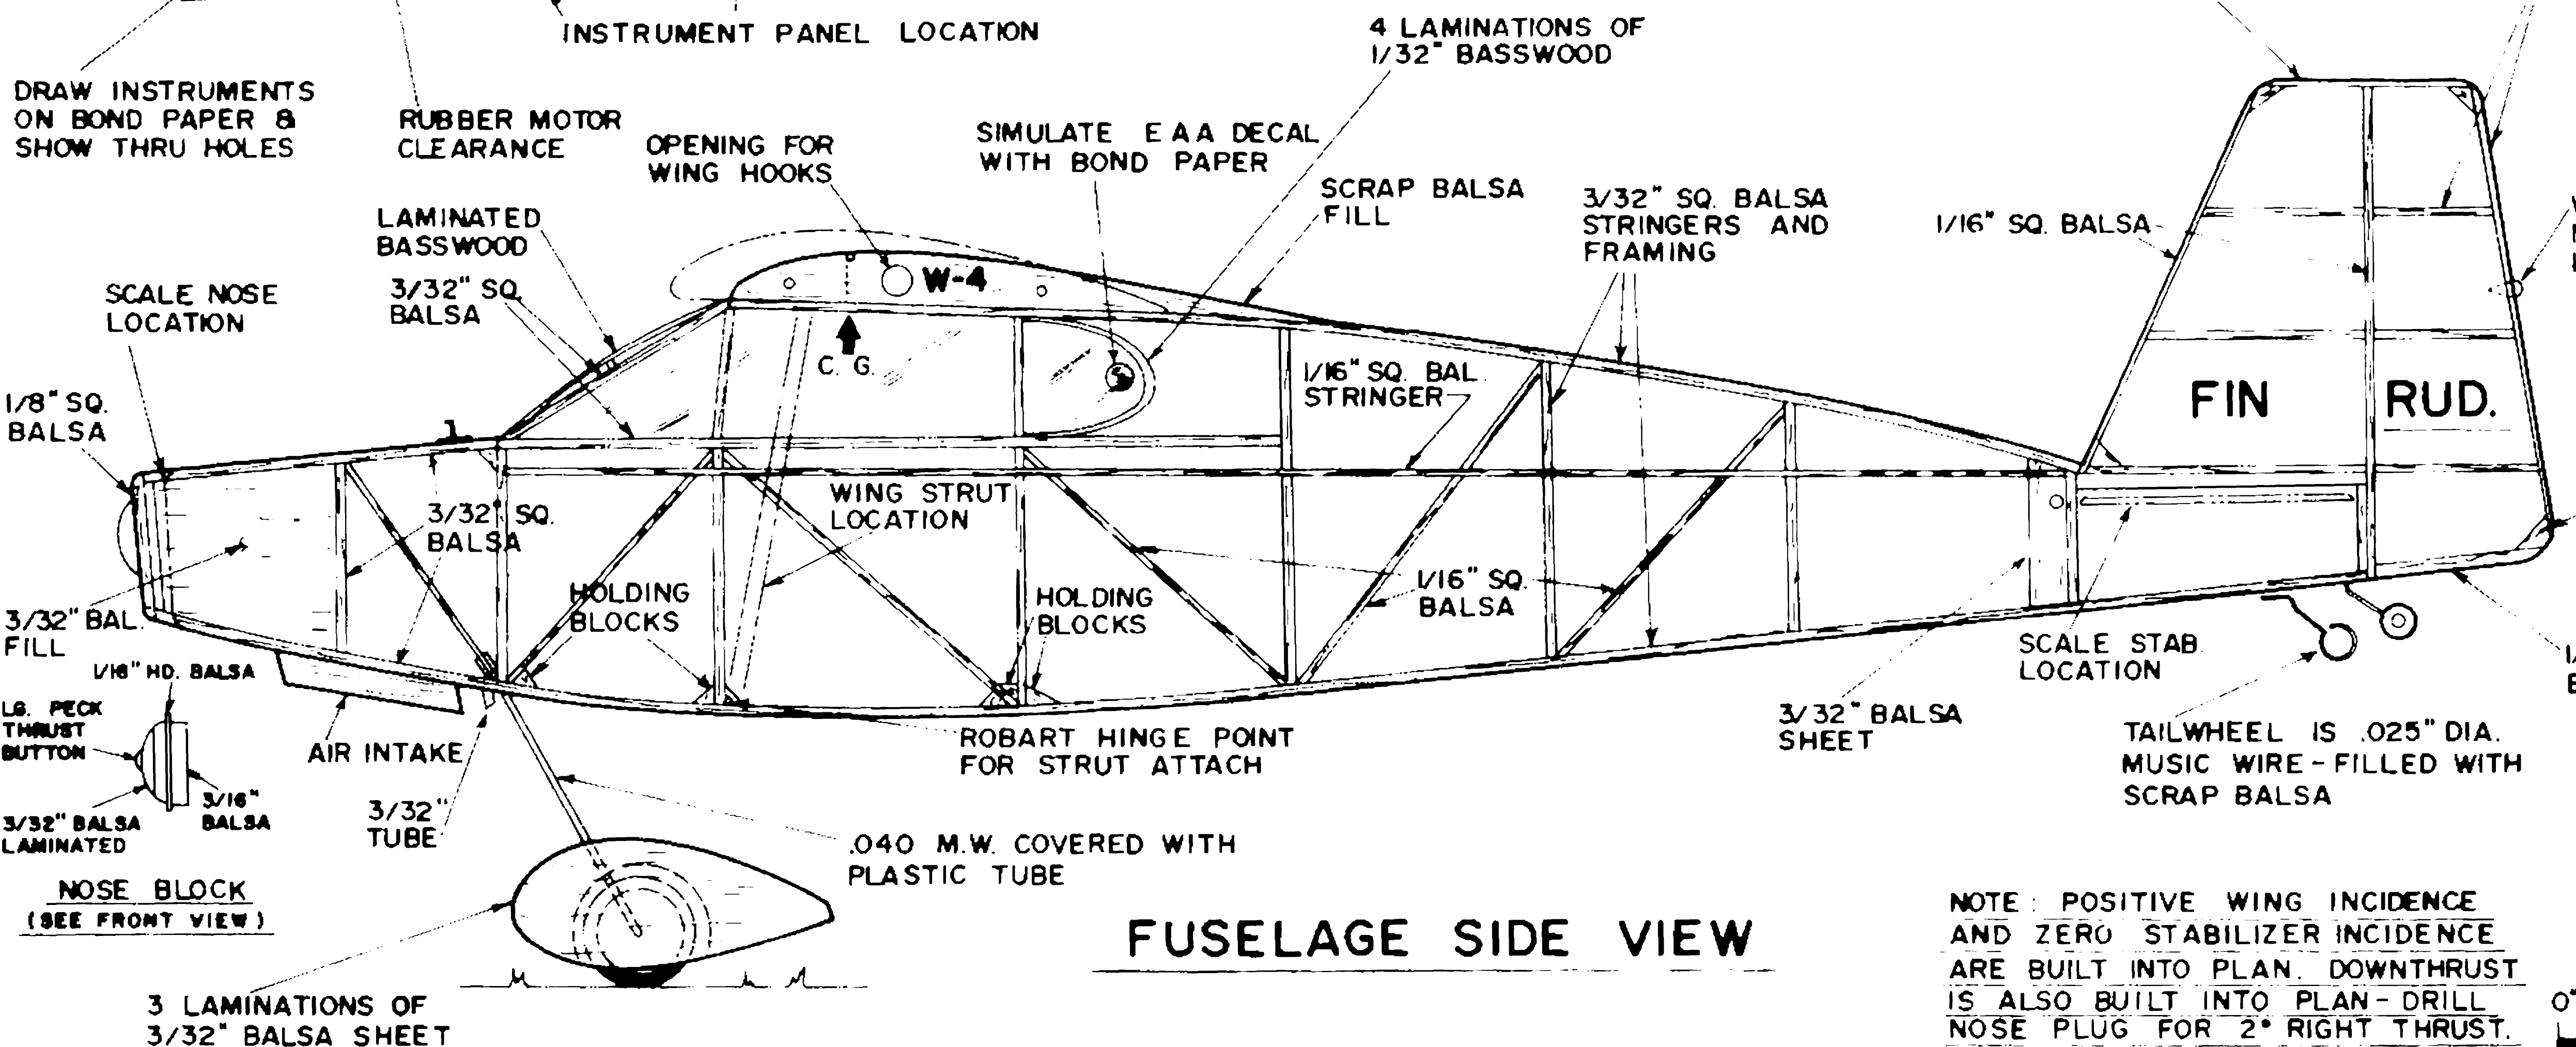 INSTRUMENT PANEL LOCATION
4 LAMINATIONS OF
1/32" BASSWOOD
DRAW INSTRUMENTS
ON BOND PAPER &
SHOW THRU HOLES
RUBBER MOTOR
CLEARANCE
OPENING FOR
WING HOOKS
SIMULATE EAA DECAL
WITH BOND PAPER
SCRAP BALSA
FILL
3/32" SQ. BALSA
STRINGERS AND
FRAMING
1/16" SQ. BALSA
LAMINATED
BASSWOOD
3/32" SQ.
BALSA
SCALE NOSE
LOCATION
W-4
C. G.
1/8" SQ.
BALSA
1/16" SQ. BAL.
STRINGER
FIN
RUD.
3/32" SQ.
BALSA
WING STRUT
LOCATION
HOLDING
BLOCKS
HOLDING
BLOCKS
1/16" SQ.
BALSA
3/32" BAL.
FILL
SCALE STAB.
LOCATION
1/16" HD. BALSA
LG. PECK
THRUST
BUTTON
AIR INTAKE
3/32"
TUBE
ROBART HINGE POINT
FOR STRUT ATTACH
3/32" BALSA
SHEET
TAILWHEEL IS .025" DIA.
MUSIC WIRE-FILLED WITH
SCRAP BALSA
3/16"
BALSA
3/32" BALSA
LAMINATED
.040 M.W. COVERED WITH
PLASTIC TUBE
NOSE BLOCK
(SEE FRONT VIEW)
FUSELAGE SIDE VIEW
3 LAMINATIONS OF
3/32" BALSA SHEET
NOTE: POSITIVE WING INCIDENCE
AND ZERO STABILIZER INCIDENCE
ARE BUILT INTO PLAN. DOWNTHRUST
IS ALSO BUILT INTO PLAN-DRILL
NOSE PLUG FOR 2° RIGHT THRUST.
0"